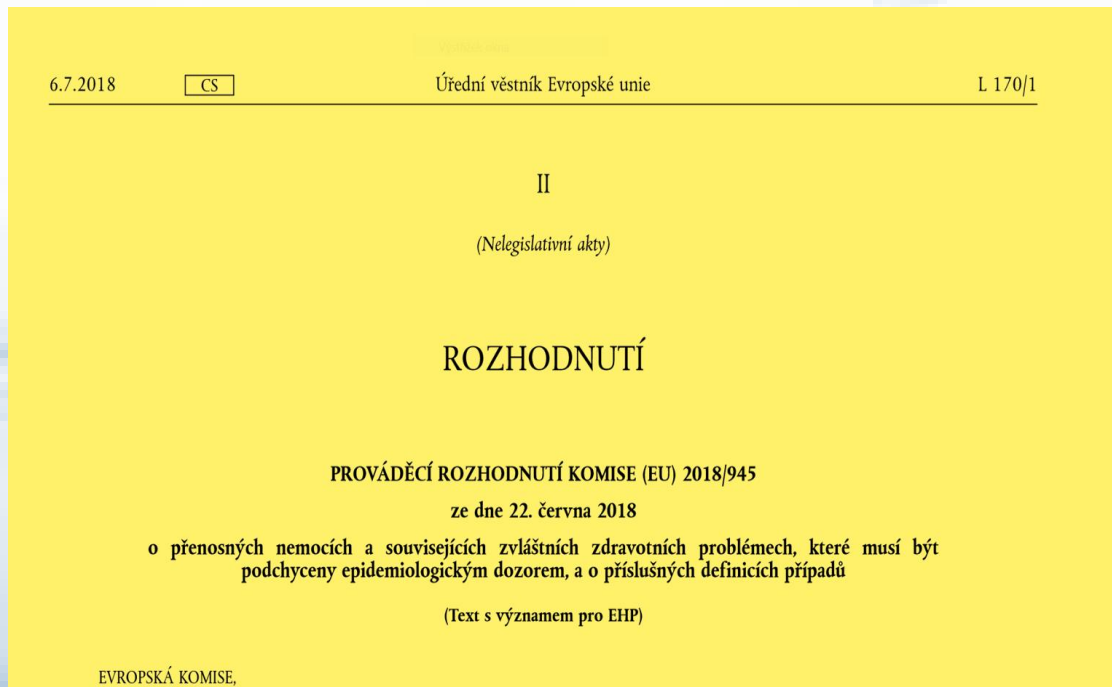 6.7.2018 CS Úřední věstník Evropské unie L 170/1
II
(Nelegislativní akty)
ROZHODNUTÍ
PROVÁDĚCÍ ROZHODNUTÍ KOMISE (EU) 2018/945
ze dne 22. června 2018
o přenosných nemocích a souvisejících zvláštních zdravotních problémech, které musí být
podchyceny epidemiologickým dozorem, a o příslušných definicích případů
(Text s významem pro EHP)
EVROPSKÁ KOMISE,